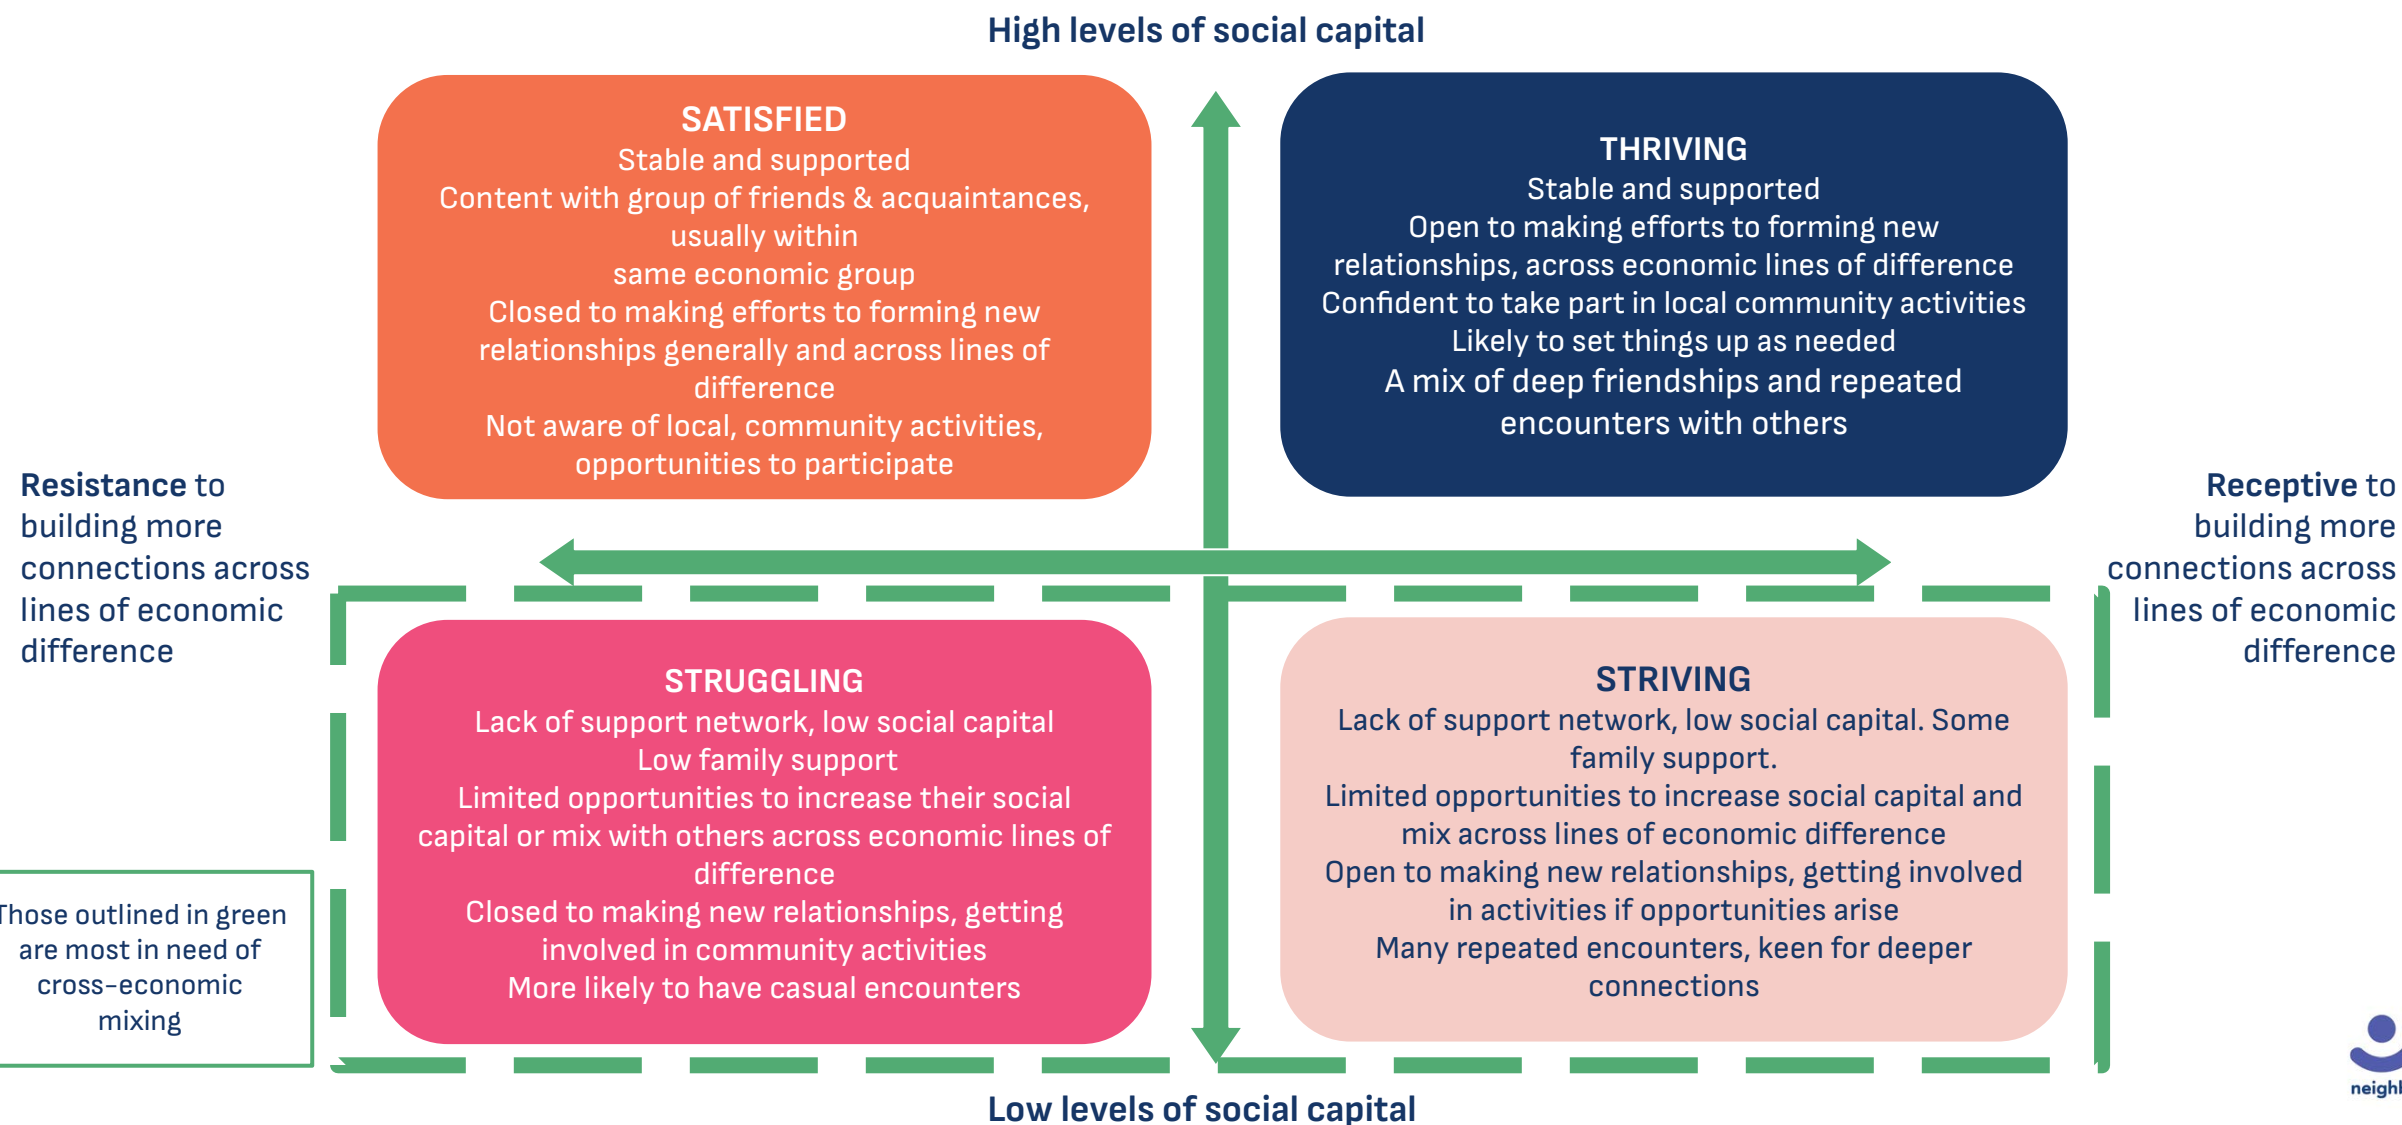 High levels of social capital
SATISFIED
Stable and supported
Content with group of friends & acquaintances,
usually within
same economic group
Closed to making efforts to forming new
relationships generally and across lines of
difference
Not aware of local, community activities,
opportunities to participate
THRIVING
Stable and supported
Open to making efforts to forming new
relationships, across economic lines of difference
Confident to take part in local community activities
Likely to set things up as needed
A mix of deep friendships and repeated
encounters with others
Resistance to
building more
connections across
lines of economic
difference
Receptive to
building more
connections across
lines of economic
difference
STRUGGLING
Lack of support network, low social capital
Low family support
Limited opportunities to increase their social
capital or mix with others across economic lines of
difference
Closed to making new relationships, getting
involved in community activities
More likely to have casual encounters
STRIVING
Lack of support network, low social capital. Some
family support.
Limited opportunities to increase social capital and
mix across lines of economic difference
Open to making new relationships, getting involved
in activities if opportunities arise
Many repeated encounters, keen for deeper
connections
Those outlined in green
are most in need of
cross-economic
mixing
Low levels of social capital